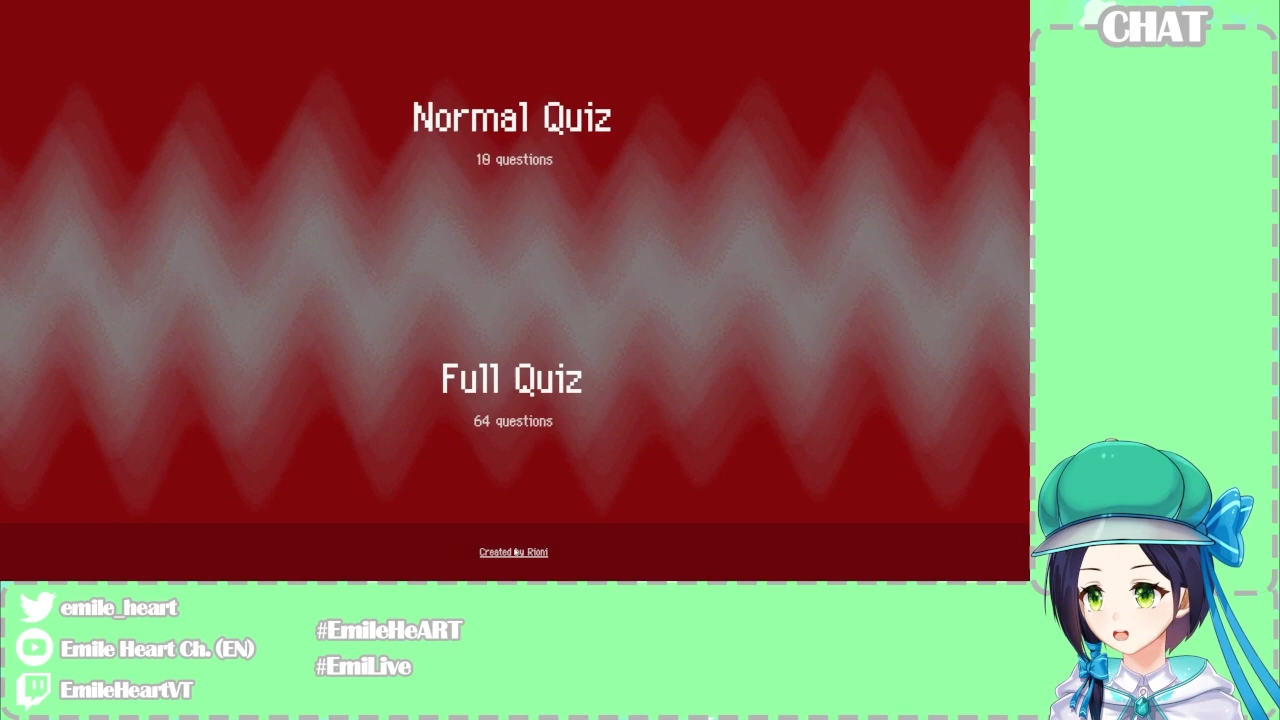 CHAT
Normal Quiz
10 questions
Full Quiz
64 questions
Created by Rioni
emile_heart
Emile Heart Ch. (EN)
EmileHeartVT
#EmileHeART
#EmiLive